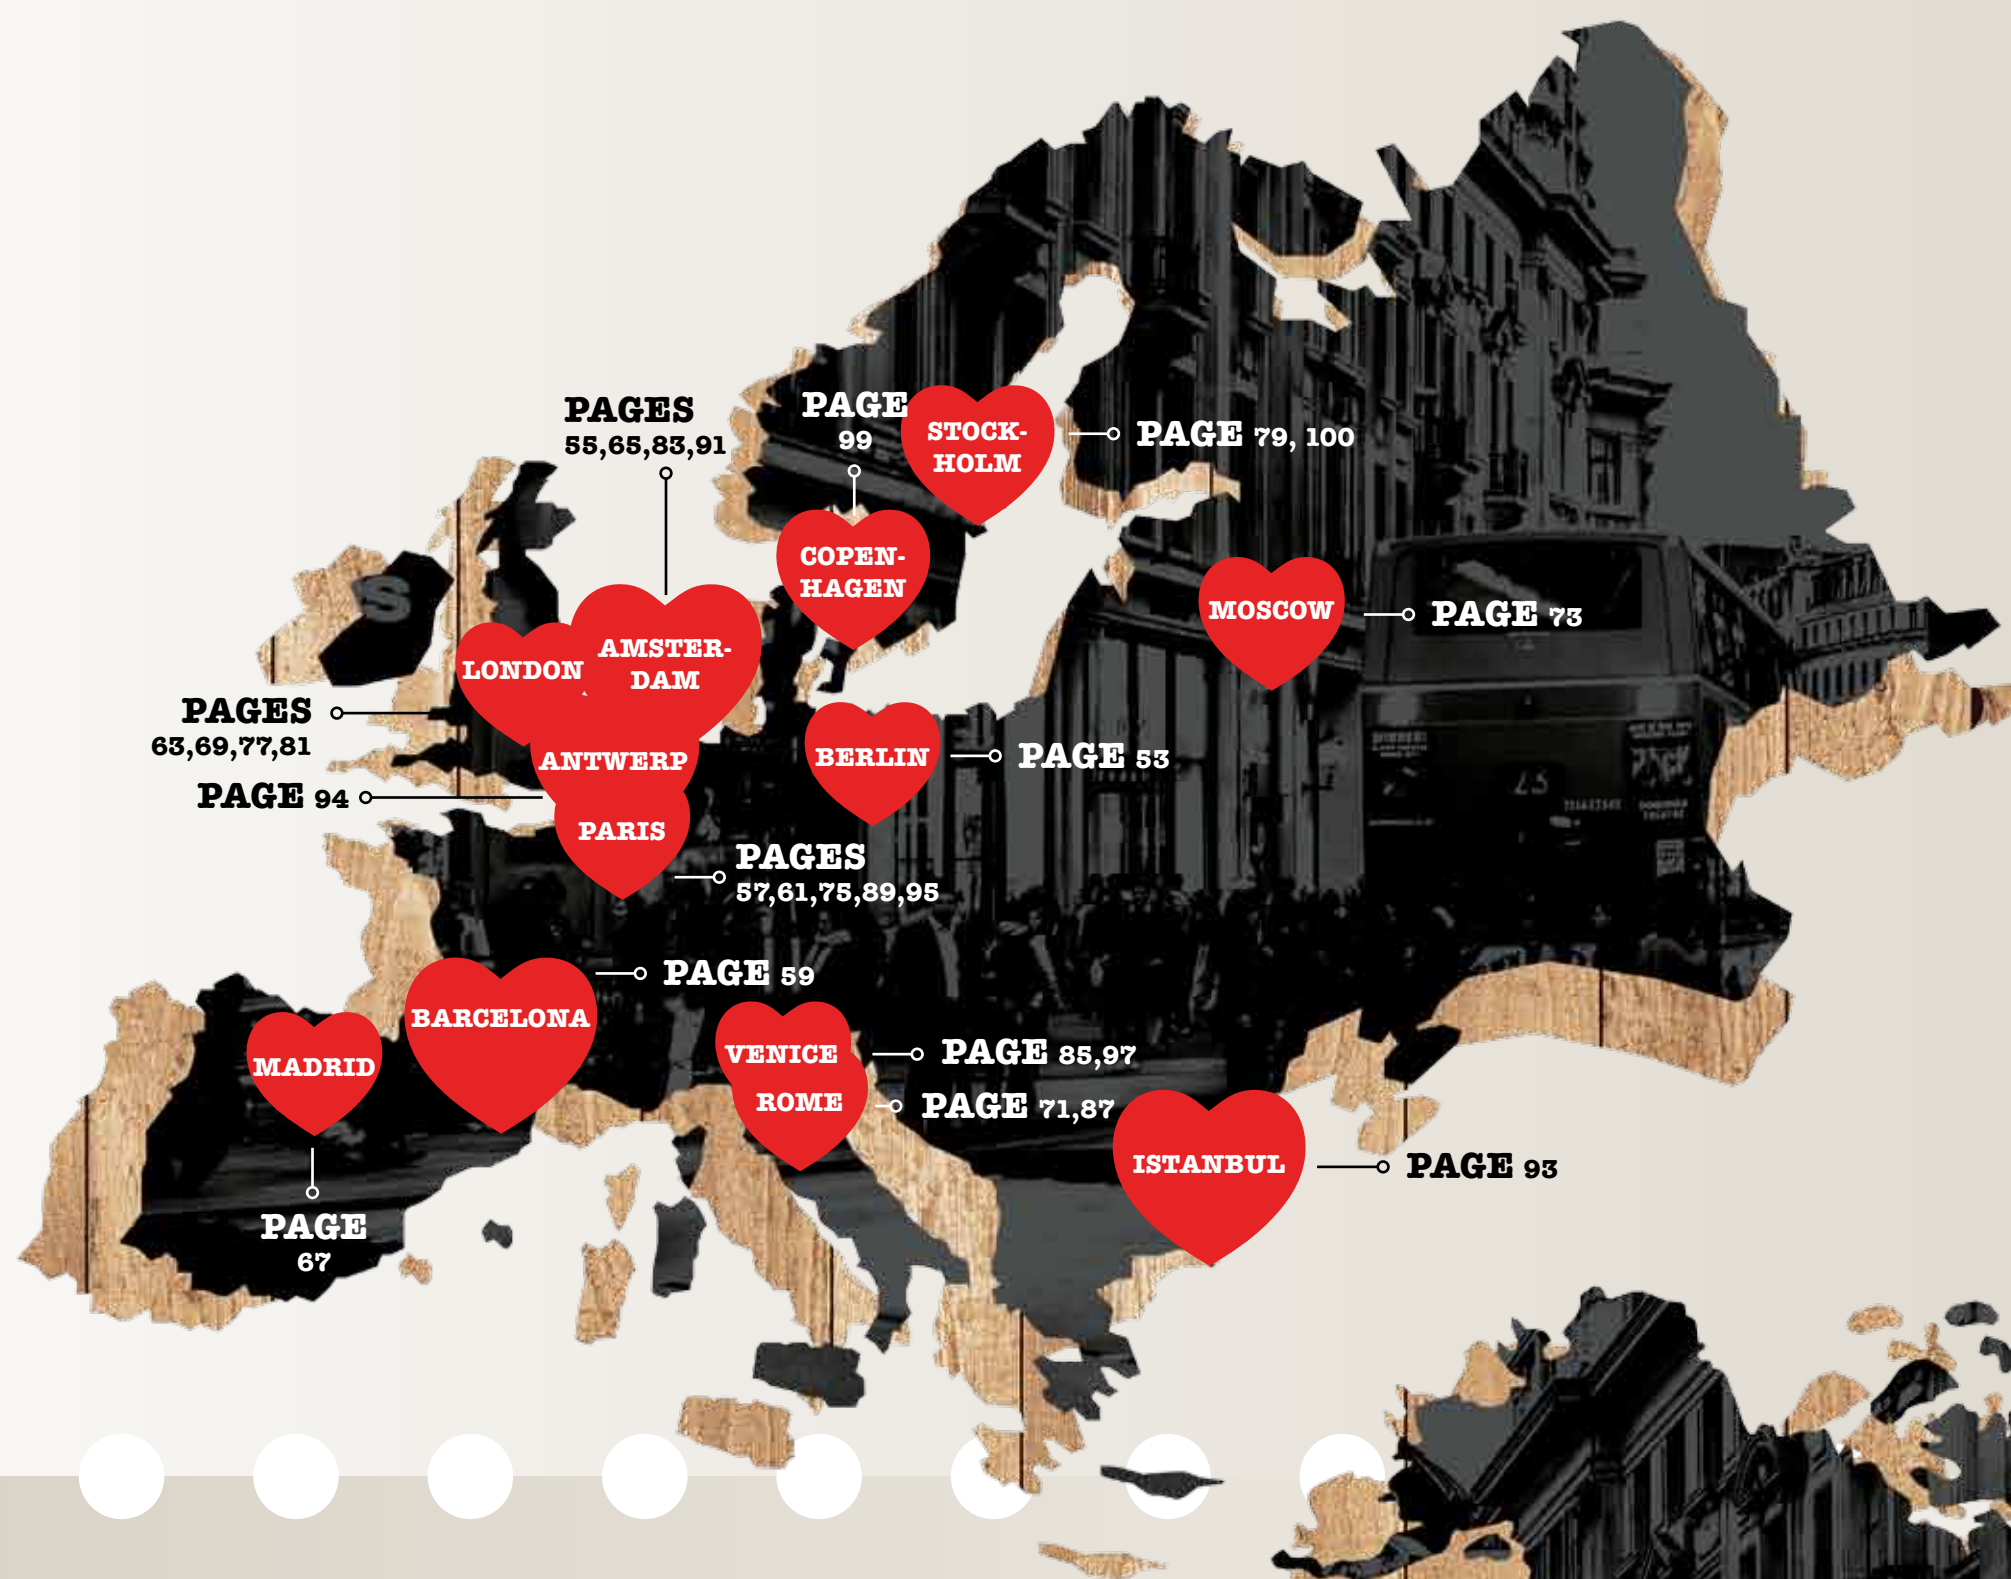 PAGES
55,65,83,91
PAGE
99
STOCK-
HOLM
PAGE 79, 100
COPEN-
HAGEN
S
MOSCOW
PAGE 73
AMSTER-
DAM
LONDON
PAGES
63,69,77,81
ANTWERP
BERLIN
PAGE 53
PAGE 94
PARIS
PAGES
57,61,75,89,95
PAGE 59
BARCELONA
MADRID
VENICE
PAGE 85,97
ROME
PAGE 71,87
ISTANBUL
PAGE 93
PAGE
67